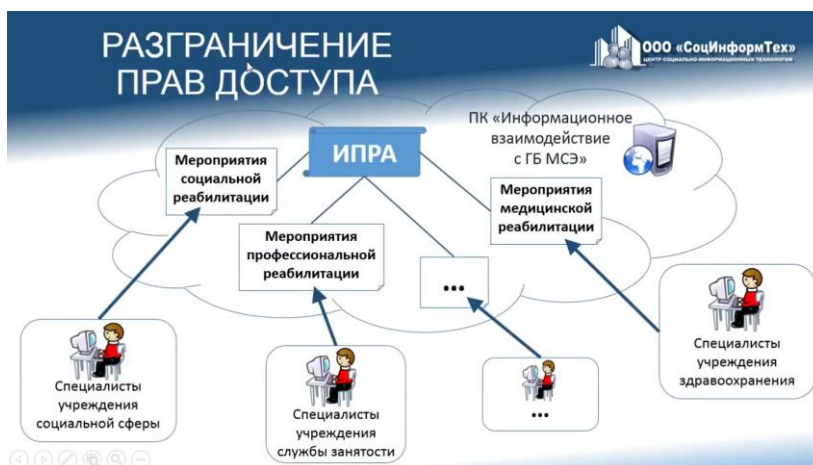 РАЗГРАНИЧЕНИЕ
ПРАВ ДОСТУПА
ООО «СоцИнформТех»
ЦЕНТР СОЦИАЛЬНО-ИНФОРМАЦИОННЫХ ТЕХНОЛОГИЙ
ПК «Информационное
взаимодействие
с ГБ МСЭ»
ИПРА
Мероприятия
социальной
реабилитации
Мероприятия
профессиональной
реабилитации
...
Мероприятия
медицинской
реабилитации
Специалисты
учреждения
социальной сферы
Специалисты
учреждения
службы занятости
...
Специалисты
учреждения
здравоохранения